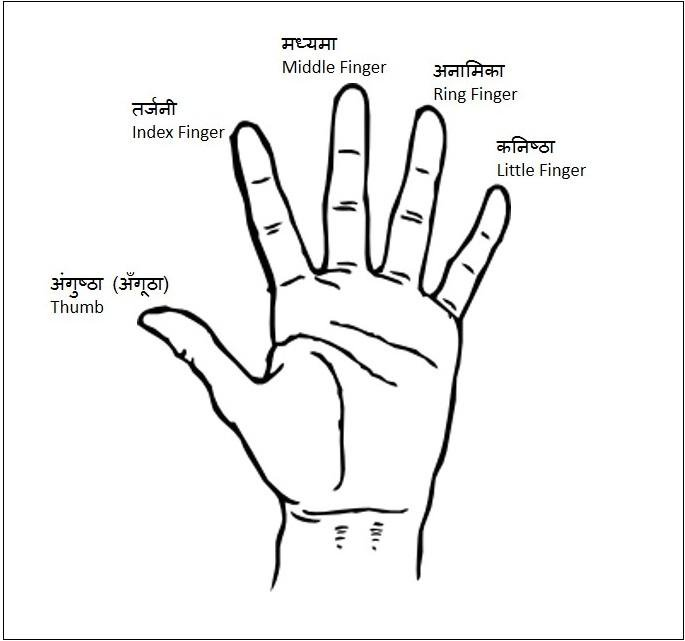 मध्यमा
Middle Finger
अनामिका
Ring Finger
तर्जनी
Index Finger
कनिष्ठा
Little Finger
अंगुष्ठा (अँगूठा)
Thumb